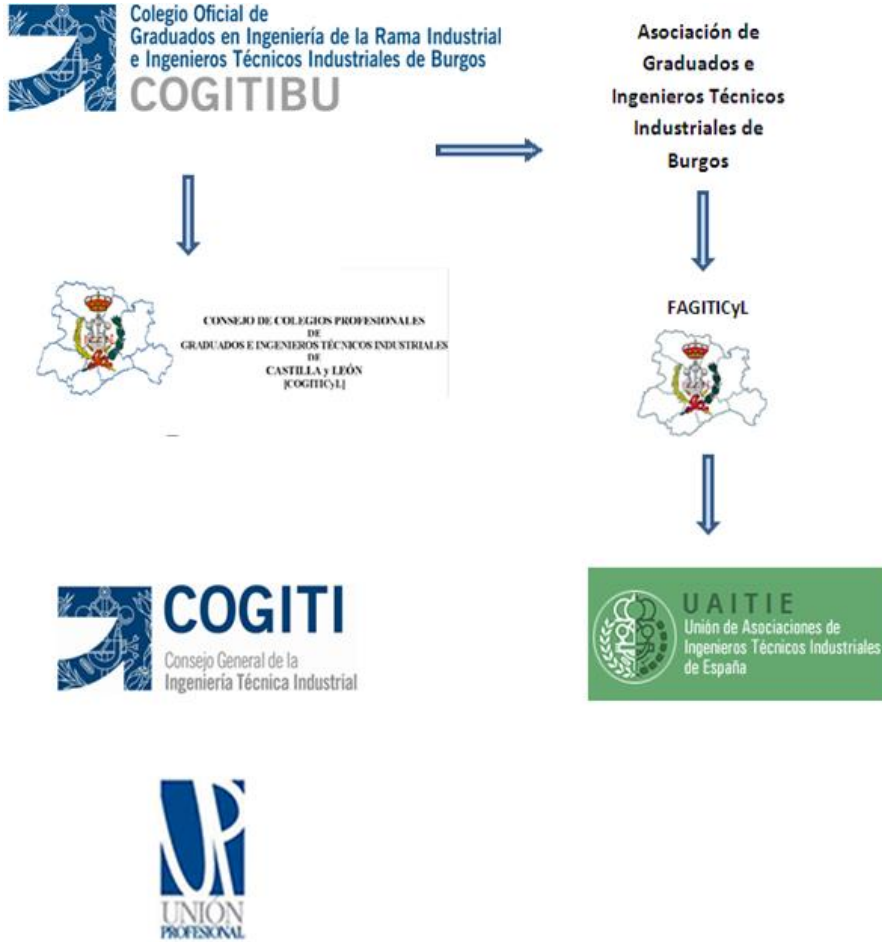 Colegio Oficial de
Graduados en Ingeniería de la Rama Industrial
e Ingenieros Técnicos Industriales de Burgos
COGITIBU
Asociación de
Graduados e
Ingenieros Técnicos
Industriales de
Burgos
CONSEJO DE COLEGIOS PROFESIONALES
DE
GRADUADOS E INGENIEROS TÉCNICOS INDUSTRIALES
DE
CASTILLA y LEÓN
[COGITICyL]
FAGITICyL
COGITI
Consejo General de la
Ingeniería Técnica Industrial
UAITIE
Unión de Asociaciones de
Ingenieros Técnicos Industriales
de España
UP
UNIÓN
PROFESIONAL